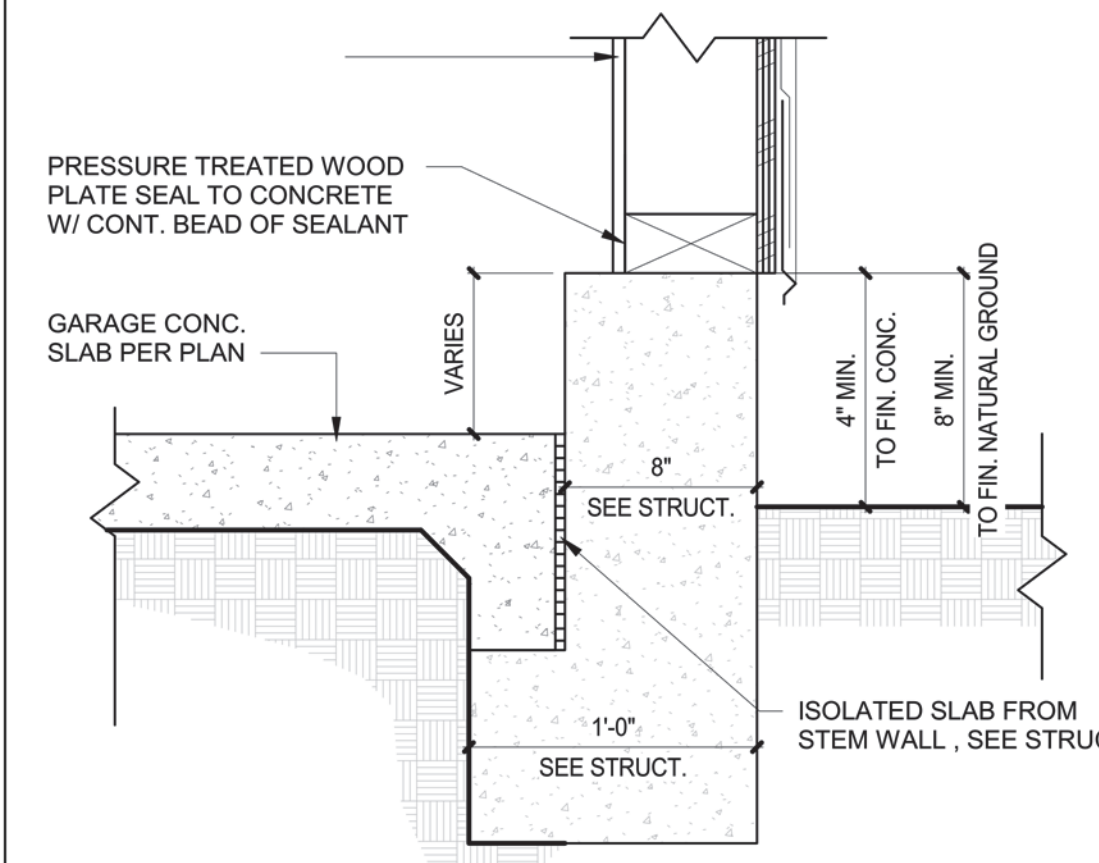 PRESSURE TREATED WOOD
PLATE SEAL TO CONCRETE
W/ CONT. BEAD OF SEALANT
GARAGE CONC.
SLAB PER PLAN
VARIES
4" MIN.
TO FIN. CONC.
8" MIN.
TO FIN. NATURAL GROUND
8"
SEE STRUCT.
1'-0"
SEE STRUCT.
ISOLATED SLAB FROM
STEM WALL , SEE STRUC